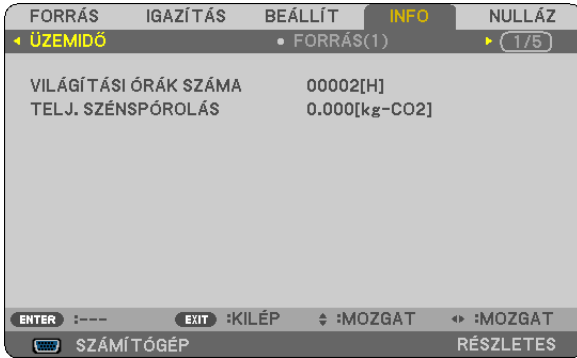 FORRÁS IGAZÍTÁS BEÁLLÍT INFO NULLÁZ
ÜZEMIDŐ FORRÁS(1) 1/5
VILÁGÍTÁSI ÓRÁK SZÁMA 00002[H]
TELJ. SZÉNSPÓROLÁS 0.000[kg-CO2]
ENTER :--- EXIT :KILÉP :MOZGAT :MOZGAT
SZÁMÍTÓGÉP RÉSZLETES